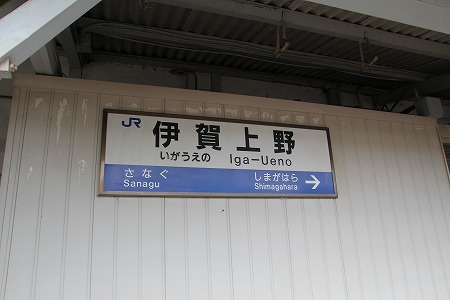 JR 伊賀上野
いがうえの Iga-Ueno
さなぐ しまがはら
Sanagu Shimagahara →